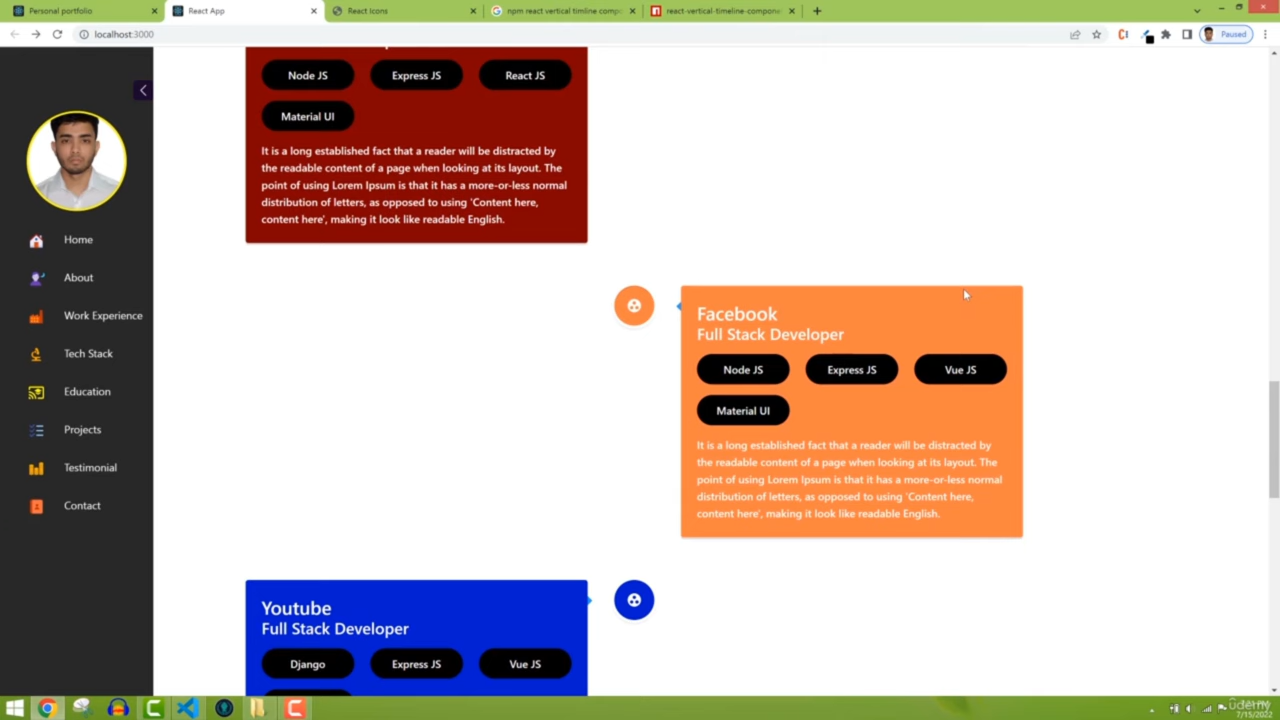 Personal portfolio
React App
React Icons
npm react vertical timline comp
react-vertical-timeline-compon
localhost:3000
Paused
Home
About
Work Experience
Tech Stack
Education
Projects
Testimonial
Contact
Node JS
Express JS
React JS
Material UI
It is a long established fact that a reader will be distracted by
the readable content of a page when looking at its layout. The
point of using Lorem Ipsum is that it has a more-or-less normal
distribution of letters, as opposed to using 'Content here,
content here', making it look like readable English.
Facebook
Full Stack Developer
Node JS
Express JS
Vue JS
Material UI
It is a long established fact that a reader will be distracted by
the readable content of a page when looking at its layout. The
point of using Lorem Ipsum is that it has a more-or-less normal
distribution of letters, as opposed to using 'Content here,
content here', making it look like readable English.
Youtube
Full Stack Developer
Django
Express JS
Vue JS
udemy
7/15/2022